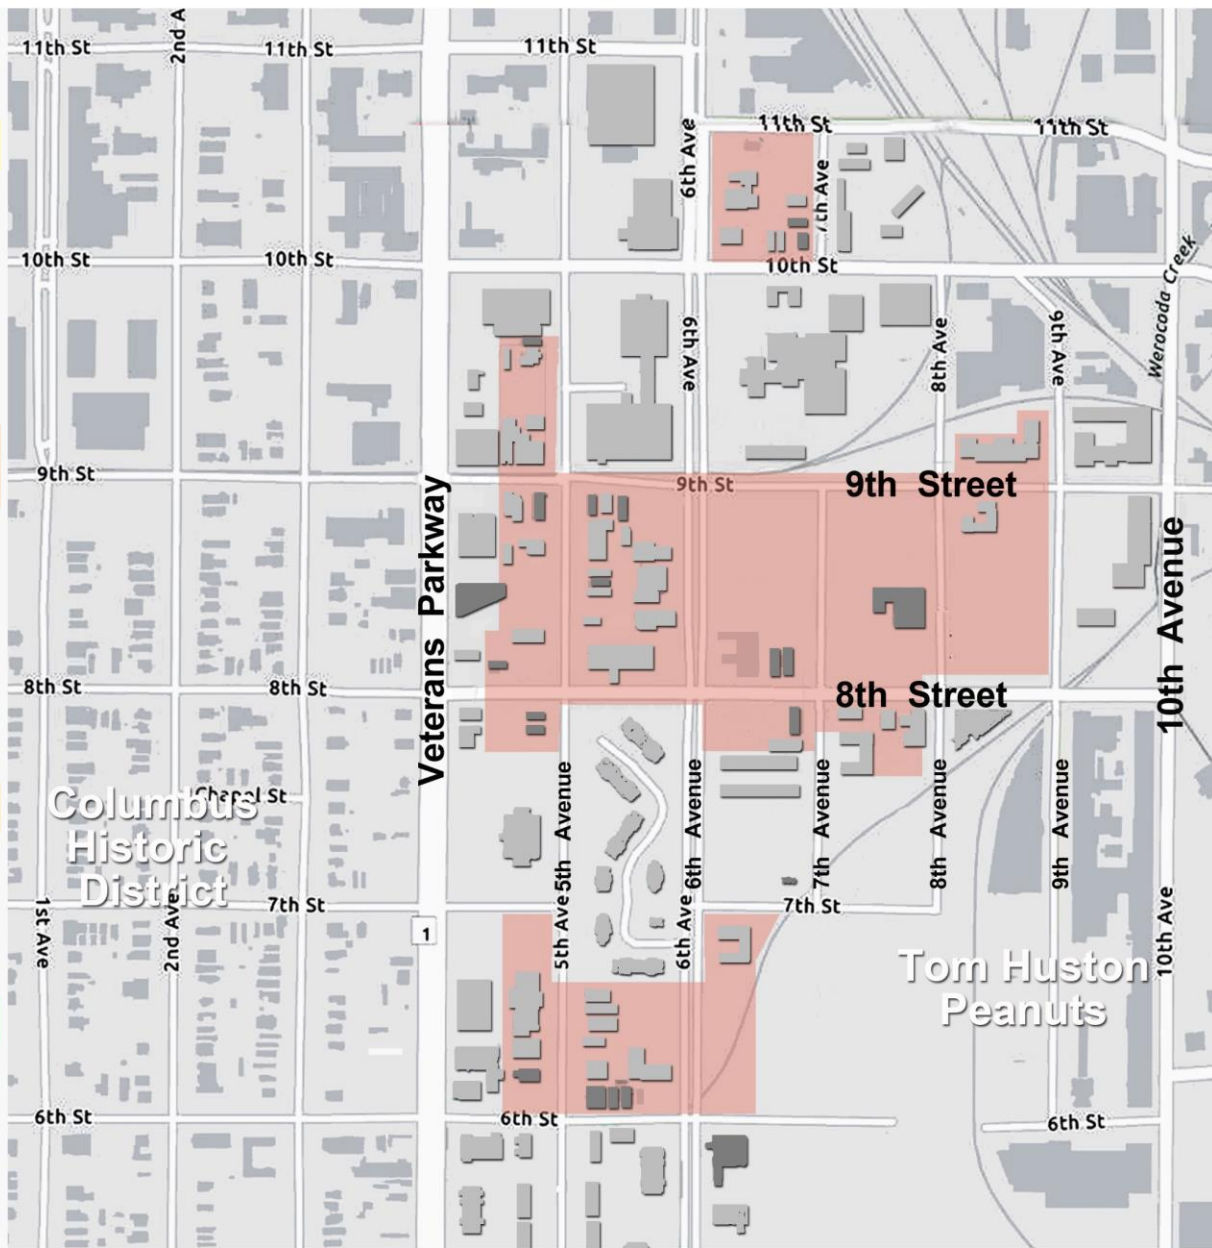 2nd A
11th St
11th St
11th St
11th St
11th St
6th Ave
7th Ave
10th St
10th St
10th St
Werocoda Creek
6th Ave
8th Ave
9th Ave
9th St
9th St
9th Street
Veterans Parkway
10th Avenue
8th St
8th St
8th Street
Chapel St
Columbus
Historic
District
5th Avenue
6th Avenue
7th Avenue
8th Avenue
9th Avenue
1st Ave
2nd Ave
7th St
1
5th Ave
6th Ave
7th St
10th Ave
Tom Huston
Peanuts
6th St
6th St
6th St